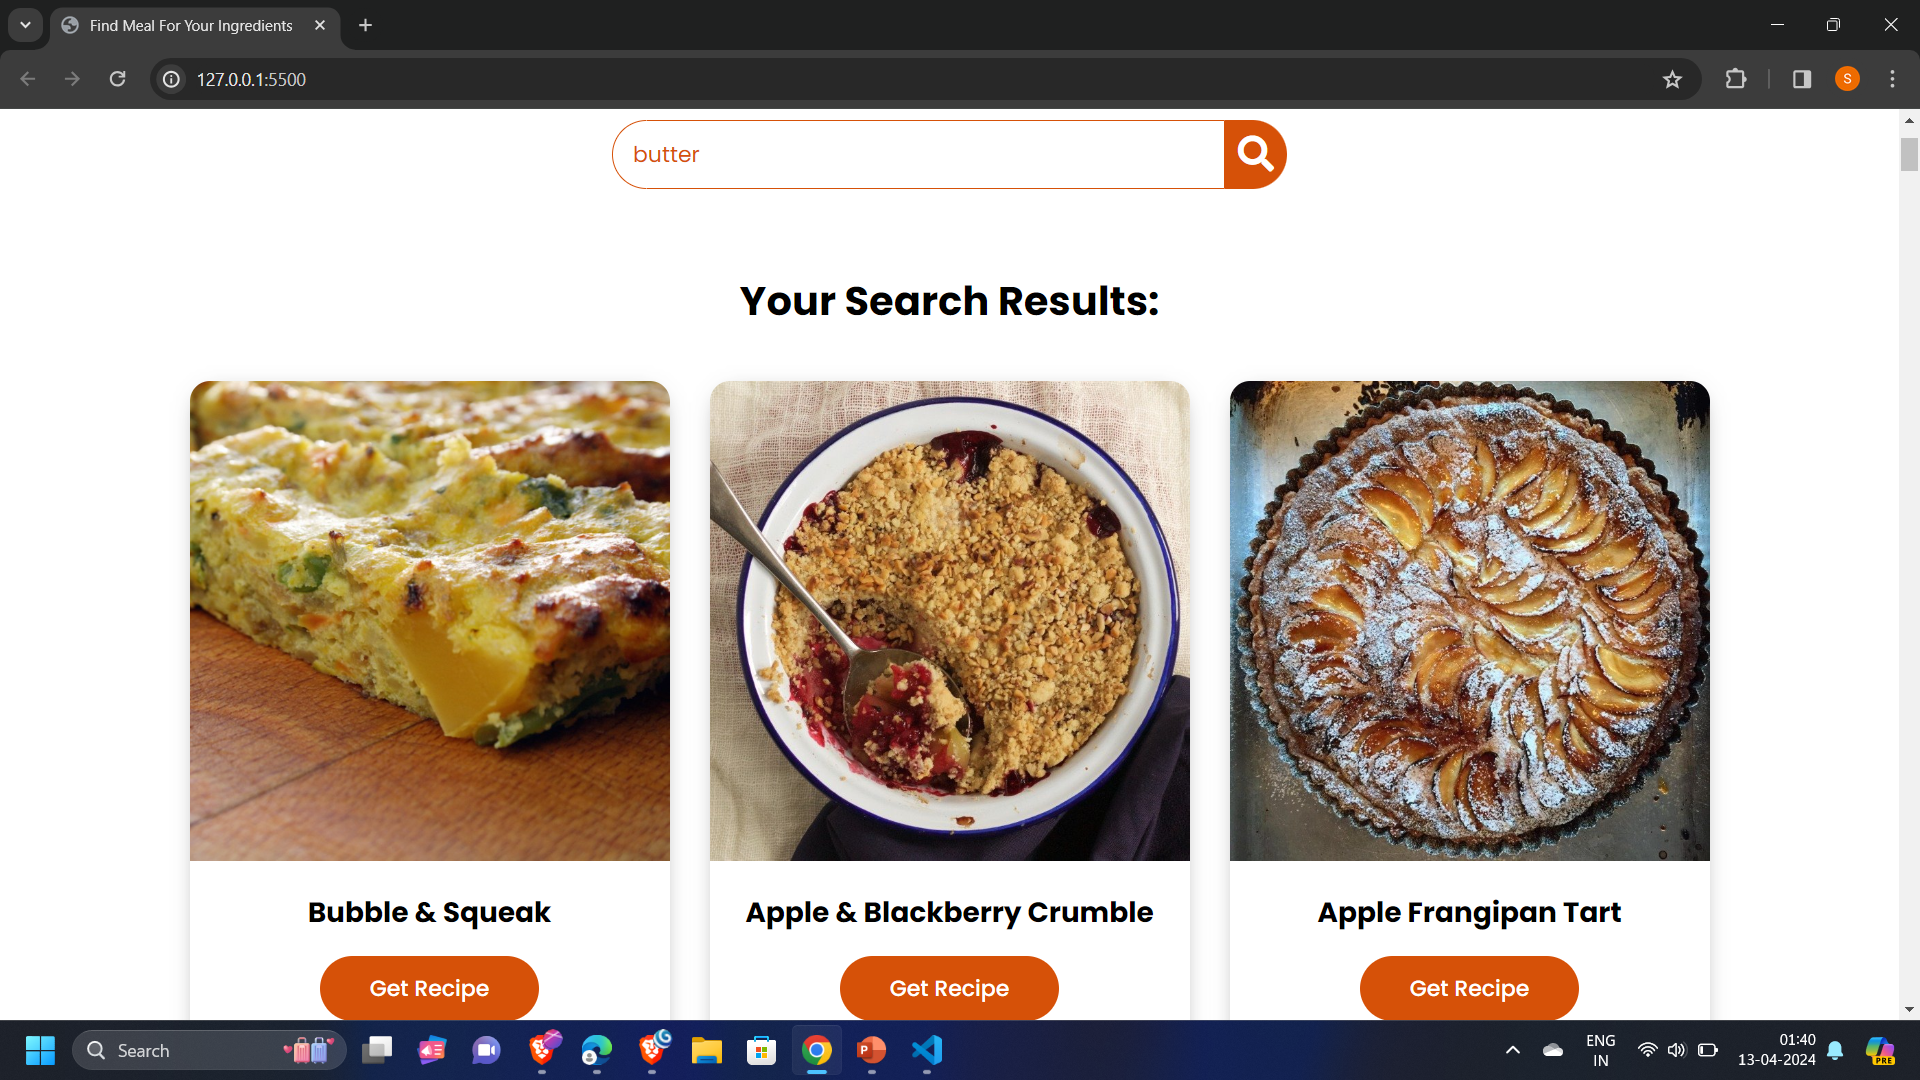 Find Meal For Your Ingredients
127.0.0.1:5500
S
butter
Your Search Results:
Bubble & Squeak
Apple & Blackberry Crumble
Apple Frangipan Tart
Get Recipe
Get Recipe
Get Recipe
Search
P
ENG
IN
01:40
13-04-2024
PRE